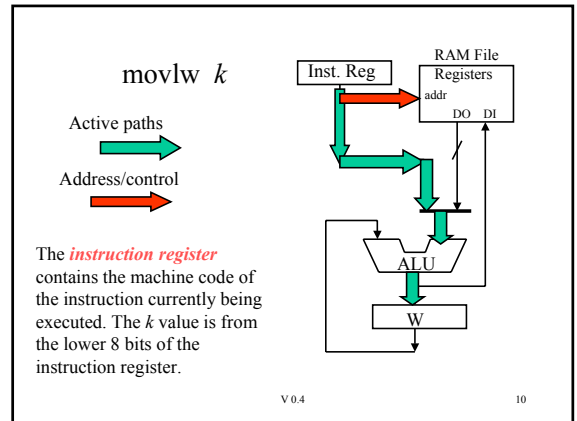 movlw k
Active paths
Address/control
The instruction register
contains the machine code of
the instruction currently being
executed. The k value is from
the lower 8 bits of the
instruction register.
Inst. Reg
RAM File
Registers
addr
DO DI
ALU
W
V 0.4
10